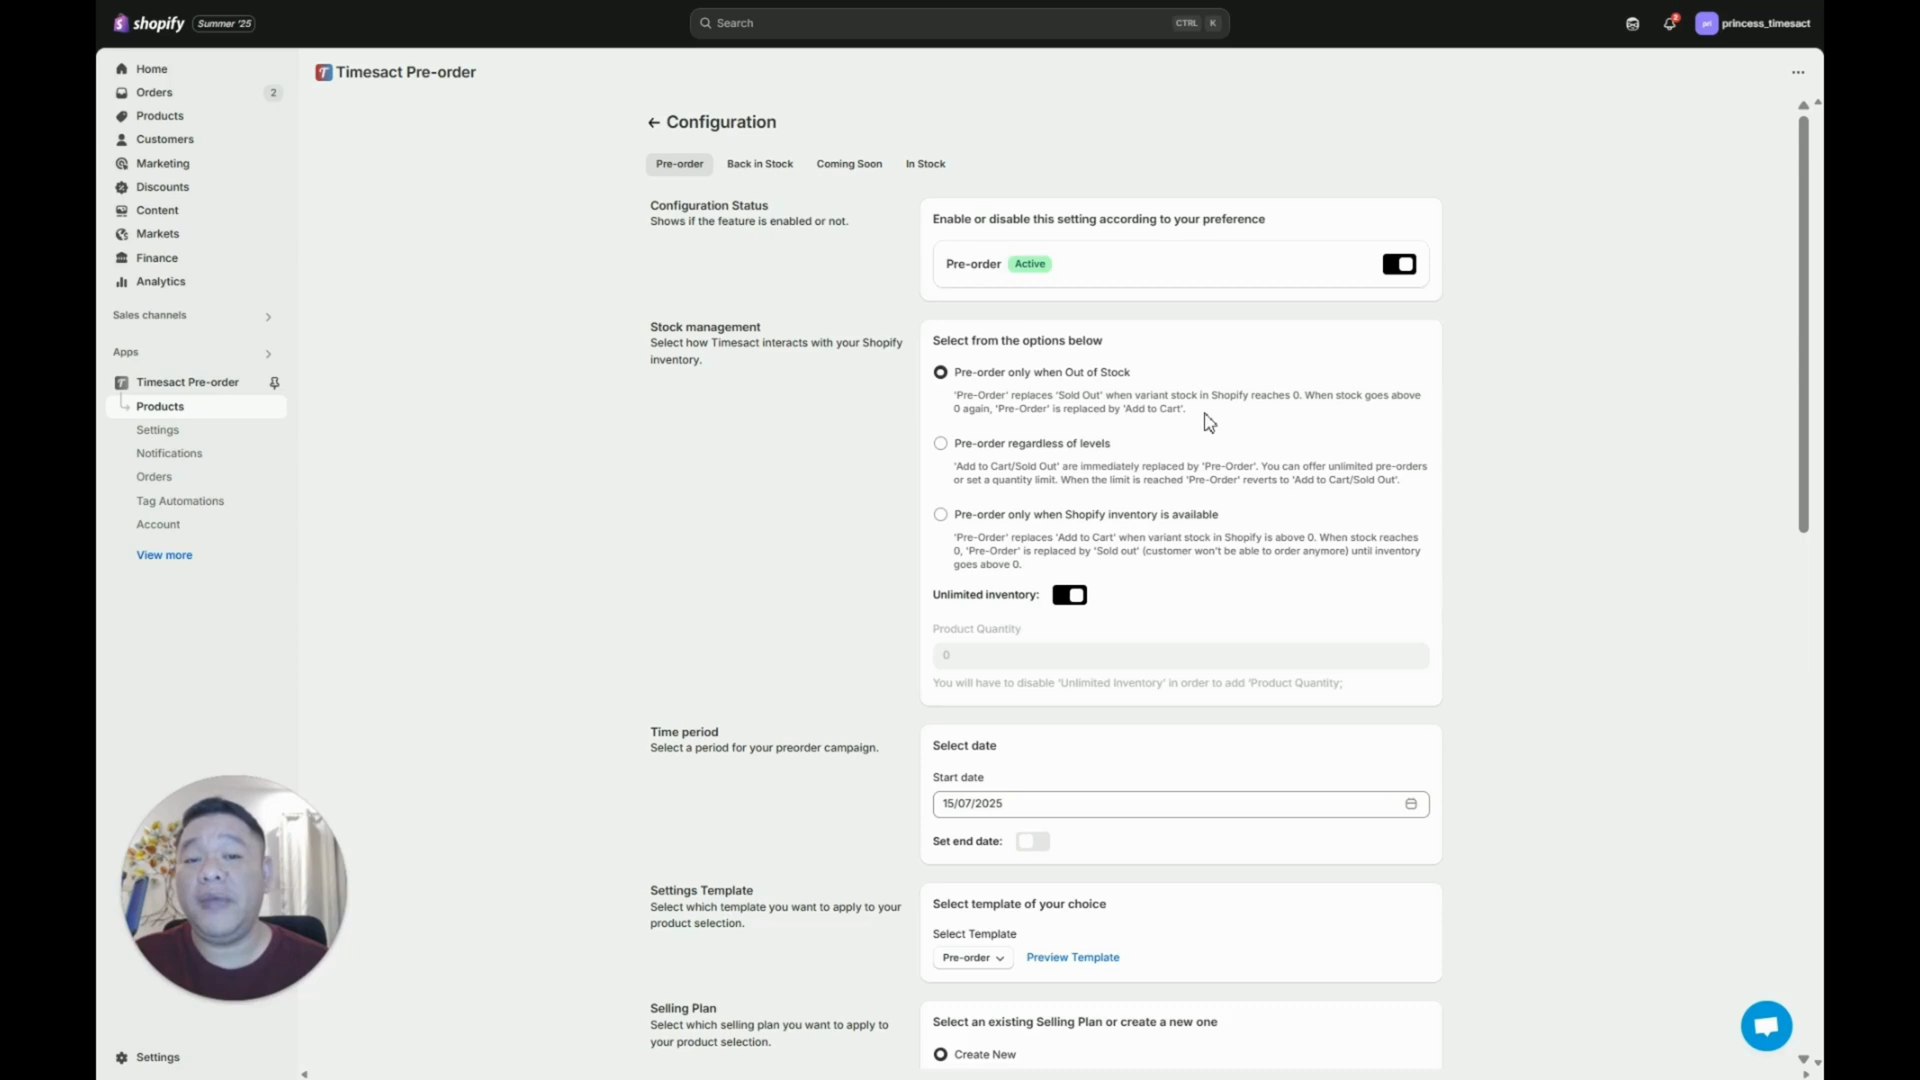 shopify Summer '25
Search
CTRL K
2
pri princess_timesact
Home
Orders 2
Products
Customers
Marketing
Discounts
Content
Markets
Finance
Analytics
Sales channels
Apps
Timesact Pre-order
Products
Settings
Notifications
Orders
Tag Automations
Account
View more
Settings
Timesact Pre-order
Configuration
Pre-order Back in Stock Coming Soon In Stock
Configuration Status
Shows if the feature is enabled or not.
Enable or disable this setting according to your preference
Pre-order Active
Stock management
Select how Timesact interacts with your Shopify
inventory.
Select from the options below
Pre-order only when Out of Stock
'Pre-Order' replaces 'Sold Out' when variant stock in Shopify reaches 0. When stock goes above
0 again, 'Pre-Order' is replaced by 'Add to Cart'.
Pre-order regardless of levels
'Add to Cart/Sold Out' are immediately replaced by 'Pre-Order'. You can offer unlimited pre-orders
or set a quantity limit. When the limit is reached 'Pre-Order' reverts to 'Add to Cart/Sold Out'.
Pre-order only when Shopify inventory is available
'Pre-Order' replaces 'Add to Cart' when variant stock in Shopify is above 0. When stock reaches
0, 'Pre-Order' is replaced by 'Sold out' (customer won't be able to order anymore) until inventory
goes above 0.
Unlimited inventory:
Product Quantity
0
You will have to disable 'Unlimited Inventory' in order to add 'Product Quantity;
Time period
Select a period for your preorder campaign.
Select date
Start date
15/07/2025
Set end date:
Settings Template
Select which template you want to apply to your
product selection.
Select template of your choice
Select Template
Pre-order Preview Template
Selling Plan
Select which selling plan you want to apply to
your product selection.
Select an existing Selling Plan or create a new one
Create New